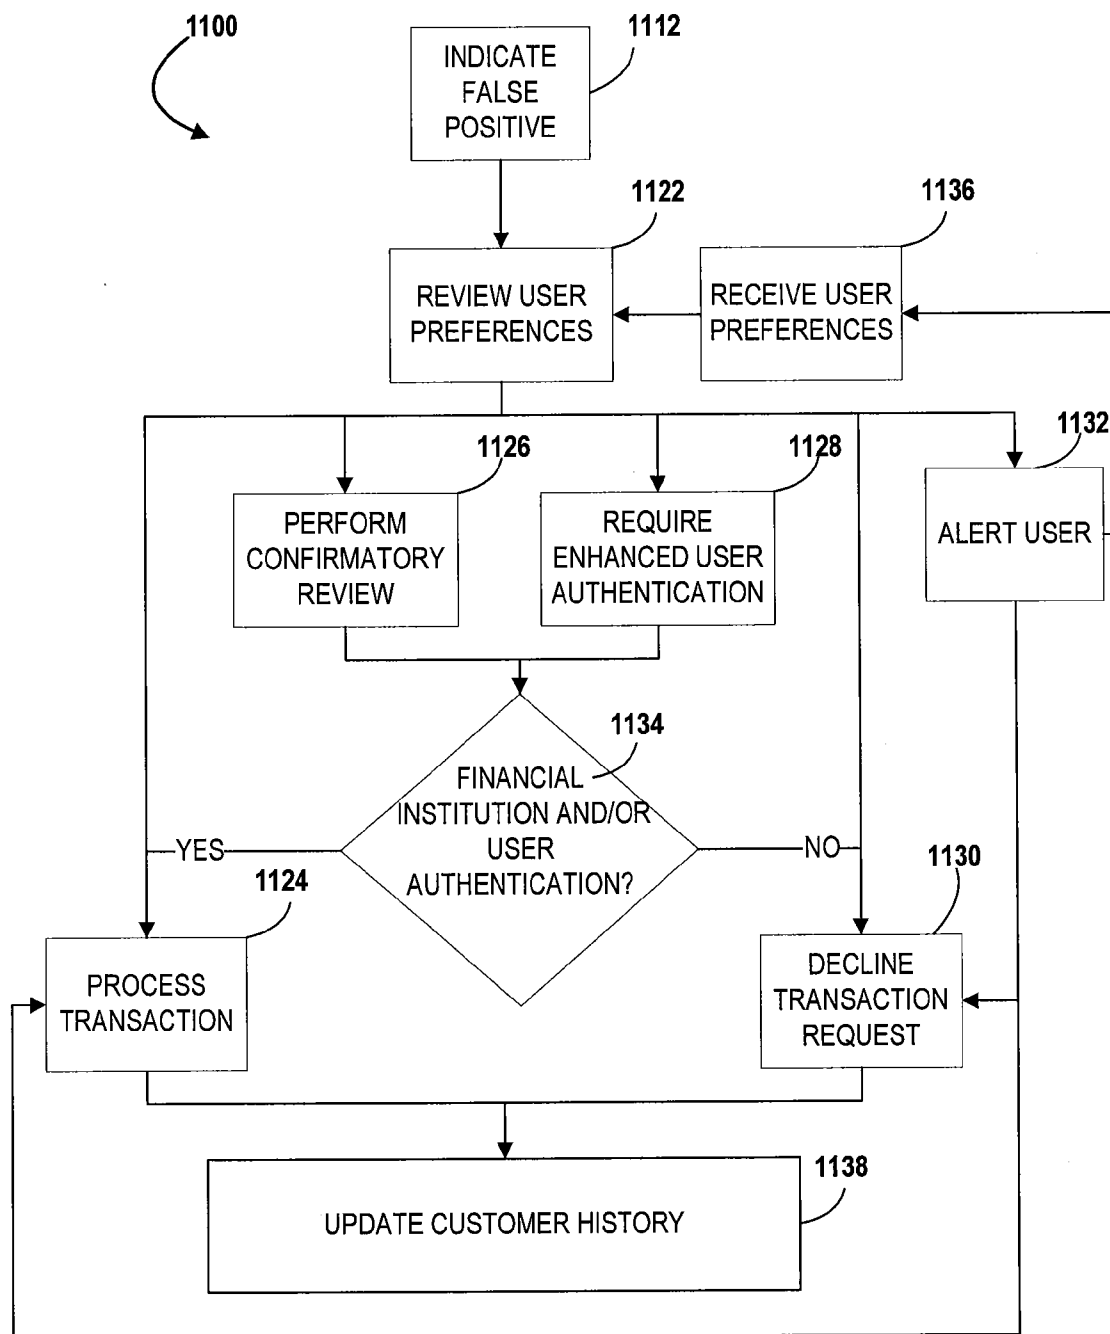 1100
1112
INDICATE
FALSE
POSITIVE
1122
1136
REVIEW USER
PREFERENCES
RECEIVE USER
PREFERENCES
1126
1128
1132
PERFORM
CONFIRMATORY
REVIEW
REQUIRE
ENHANCED USER
AUTHENTICATION
ALERT USER
1134
FINANCIAL
INSTITUTION AND/OR
USER
AUTHENTICATION?
YES
NO
1124
1130
PROCESS
TRANSACTION
DECLINE
TRANSACTION
REQUEST
1138
UPDATE CUSTOMER HISTORY